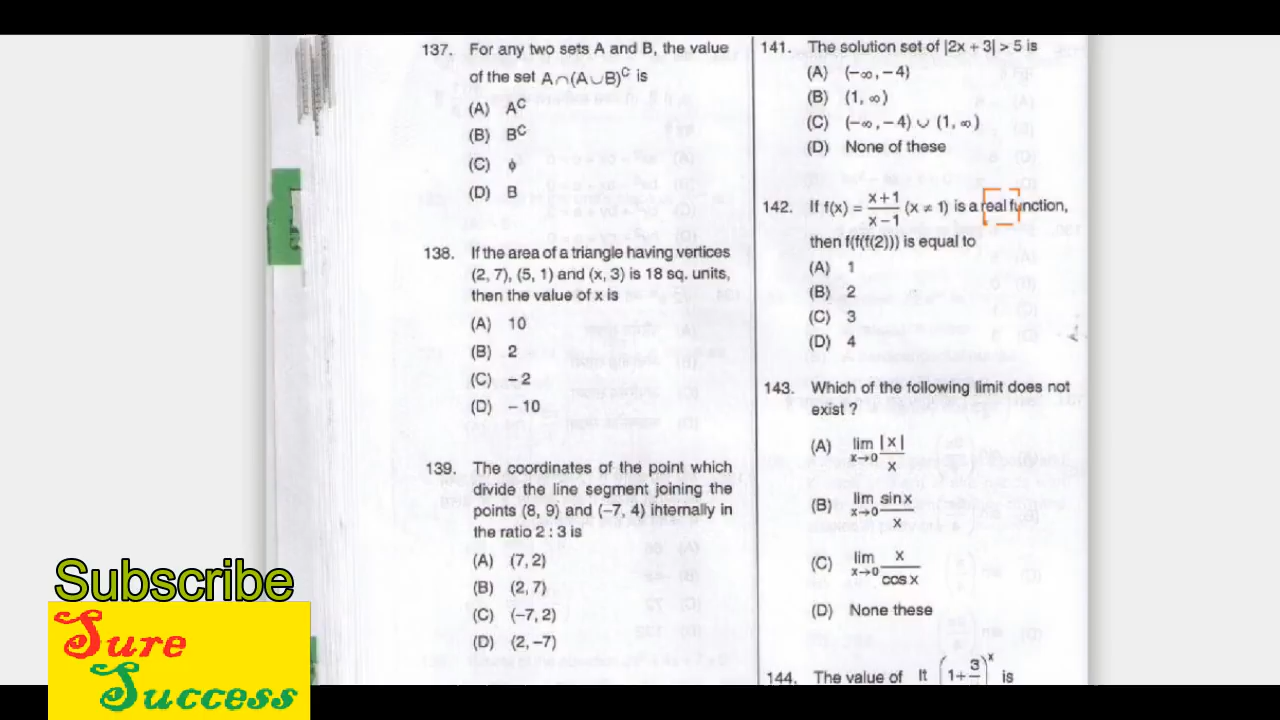 137. For any two sets A and B, the value
of the set A∩(A∪B)ᶜ is
(A) Aᶜ
(B) Bᶜ
(C) ϕ
(D) B
138. If the area of a triangle having vertices
(2, 7), (5, 1) and (x, 3) is 18 sq. units,
then the value of x is
(A) 10
(B) 2
(C) – 2
(D) – 10
139. The coordinates of the point which
divide the line segment joining the
points (8, 9) and (–7, 4) internally in
the ratio 2 : 3 is
(A) (7, 2)
(B) (2, 7)
(C) (–7, 2)
(D) (2, –7)
141. The solution set of |2x + 3| > 5 is
(A) (–∞, – 4)
(B) (1, ∞)
(C) (–∞, – 4) ∪ (1, ∞)
(D) None of these
142. If f(x) = (x+1)/(x–1) (x ≠ 1) is a real function,
then f(f(f(2))) is equal to
(A) 1
(B) 2
(C) 3
(D) 4
143. Which of the following limit does not
exist ?
(A) lim x→0 |x|/x
(B) lim x→0 sinx/x
(C) lim x→0 x/cosx
(D) None these
144. The value of lt (1+3/ )ˣ is
Subscribe
Sure
Success